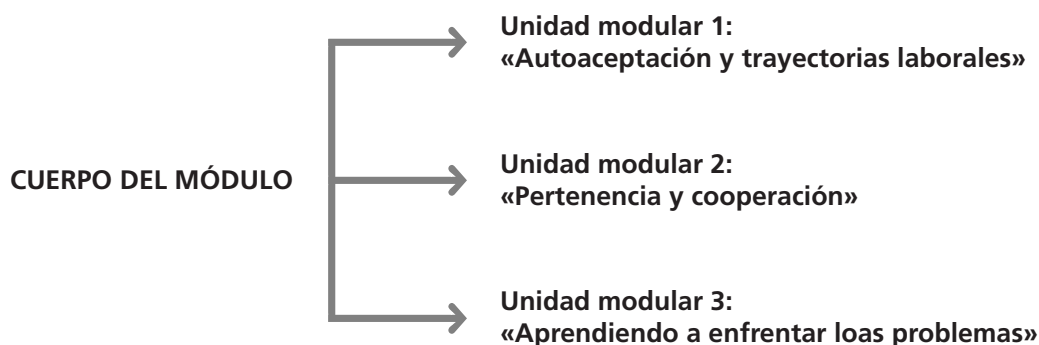 Unidad modular 1:
«Autoaceptación y trayectorias laborales»
CUERPO DEL MÓDULO
Unidad modular 2:
«Pertenencia y cooperación»
Unidad modular 3:
«Aprendiendo a enfrentar loas problemas»